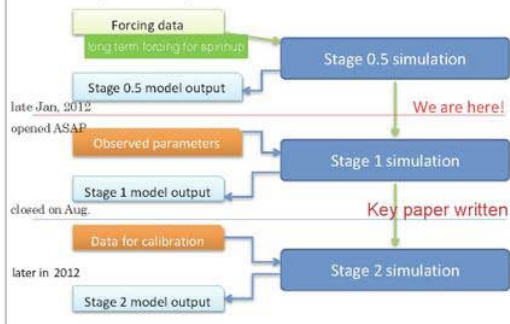 Forcing data
long term forcing for spinnup
Stage 0.5 simulation
Stage 0.5 model output
late Jan, 2012
We are here!
opened ASAP
Observed parameters
Stage 1 simulation
Stage 1 model output
closed on Aug.
Key paper written
Data for calibration
Stage 2 simulation
later in 2012
Stage 2 model output